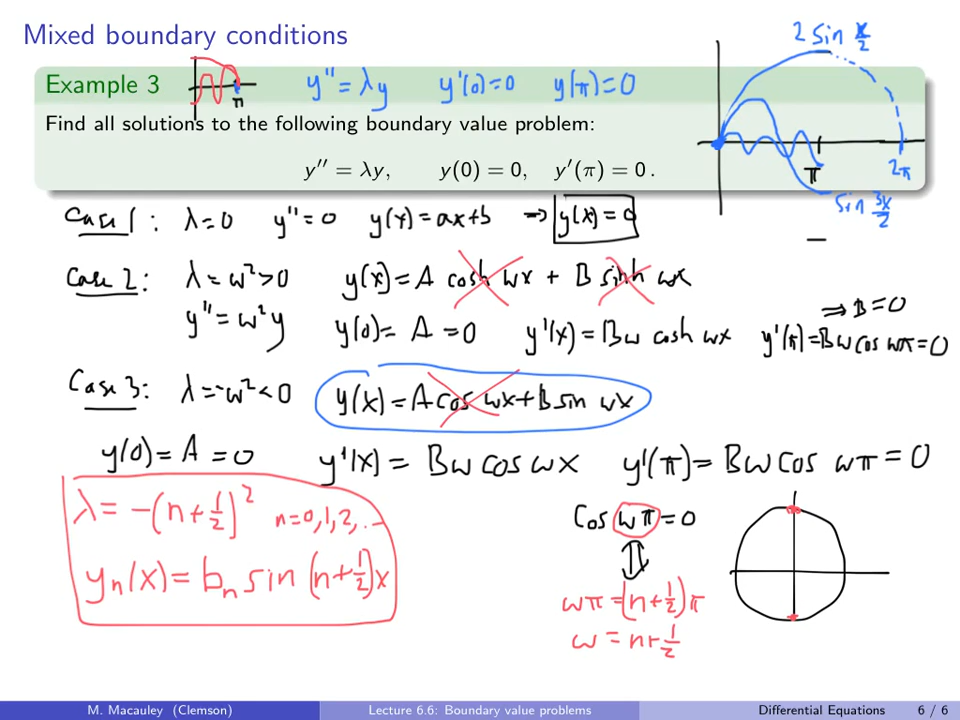 Mixed boundary conditions
2 sin x/2
Example 3
π
y'' = λy y'(0)=0 y(π)=0
Find all solutions to the following boundary value problem:
y′′ = λy, y(0) = 0, y′(π) = 0 .
π
2π
sin 3x/2
Case 1: λ=0 y''=0 y(x)=ax+b → y(x)=0
Case 2: λ=ω²>0 y(x)=A cosh ωx + B sinh ωx
⇒ B=0
y''=ω²y y(0)= A =0 y'(x)=Bω cosh ωx y'(π)=Bω cos ωπ=0
Case 3: λ=-ω²<0 y(x)=A cos ωx+B sin ωx
y(0)=A =0 y'(x)= Bω cos ωx y'(π)= Bω cos ωπ =0
λ= -(n+1/2)² n=0,1,2,...
cos ωπ=0
⇕
yₙ(x)= bₙ sin (n+1/2)x
ωπ=(n+1/2)π
ω = n+1/2
M. Macauley (Clemson) Lecture 6.6: Boundary value problems Differential Equations 6 / 6